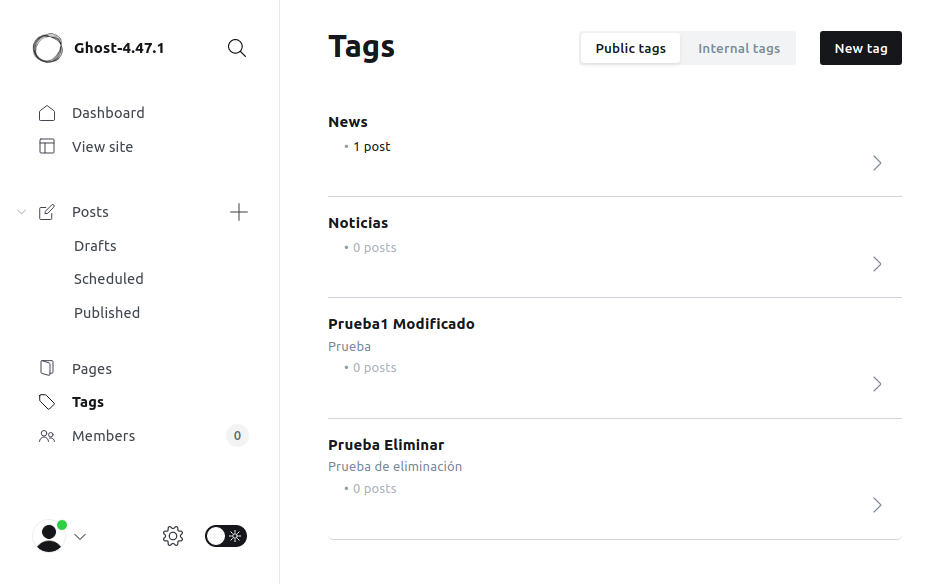 Ghost-4.47.1
Dashboard
View site
Posts
Drafts
Scheduled
Published
Pages
Tags
Members 0
Tags
Public tags Internal tags New tag
News
• 1 post
Noticias
• 0 posts
Prueba1 Modificado
Prueba
• 0 posts
Prueba Eliminar
Prueba de eliminación
• 0 posts